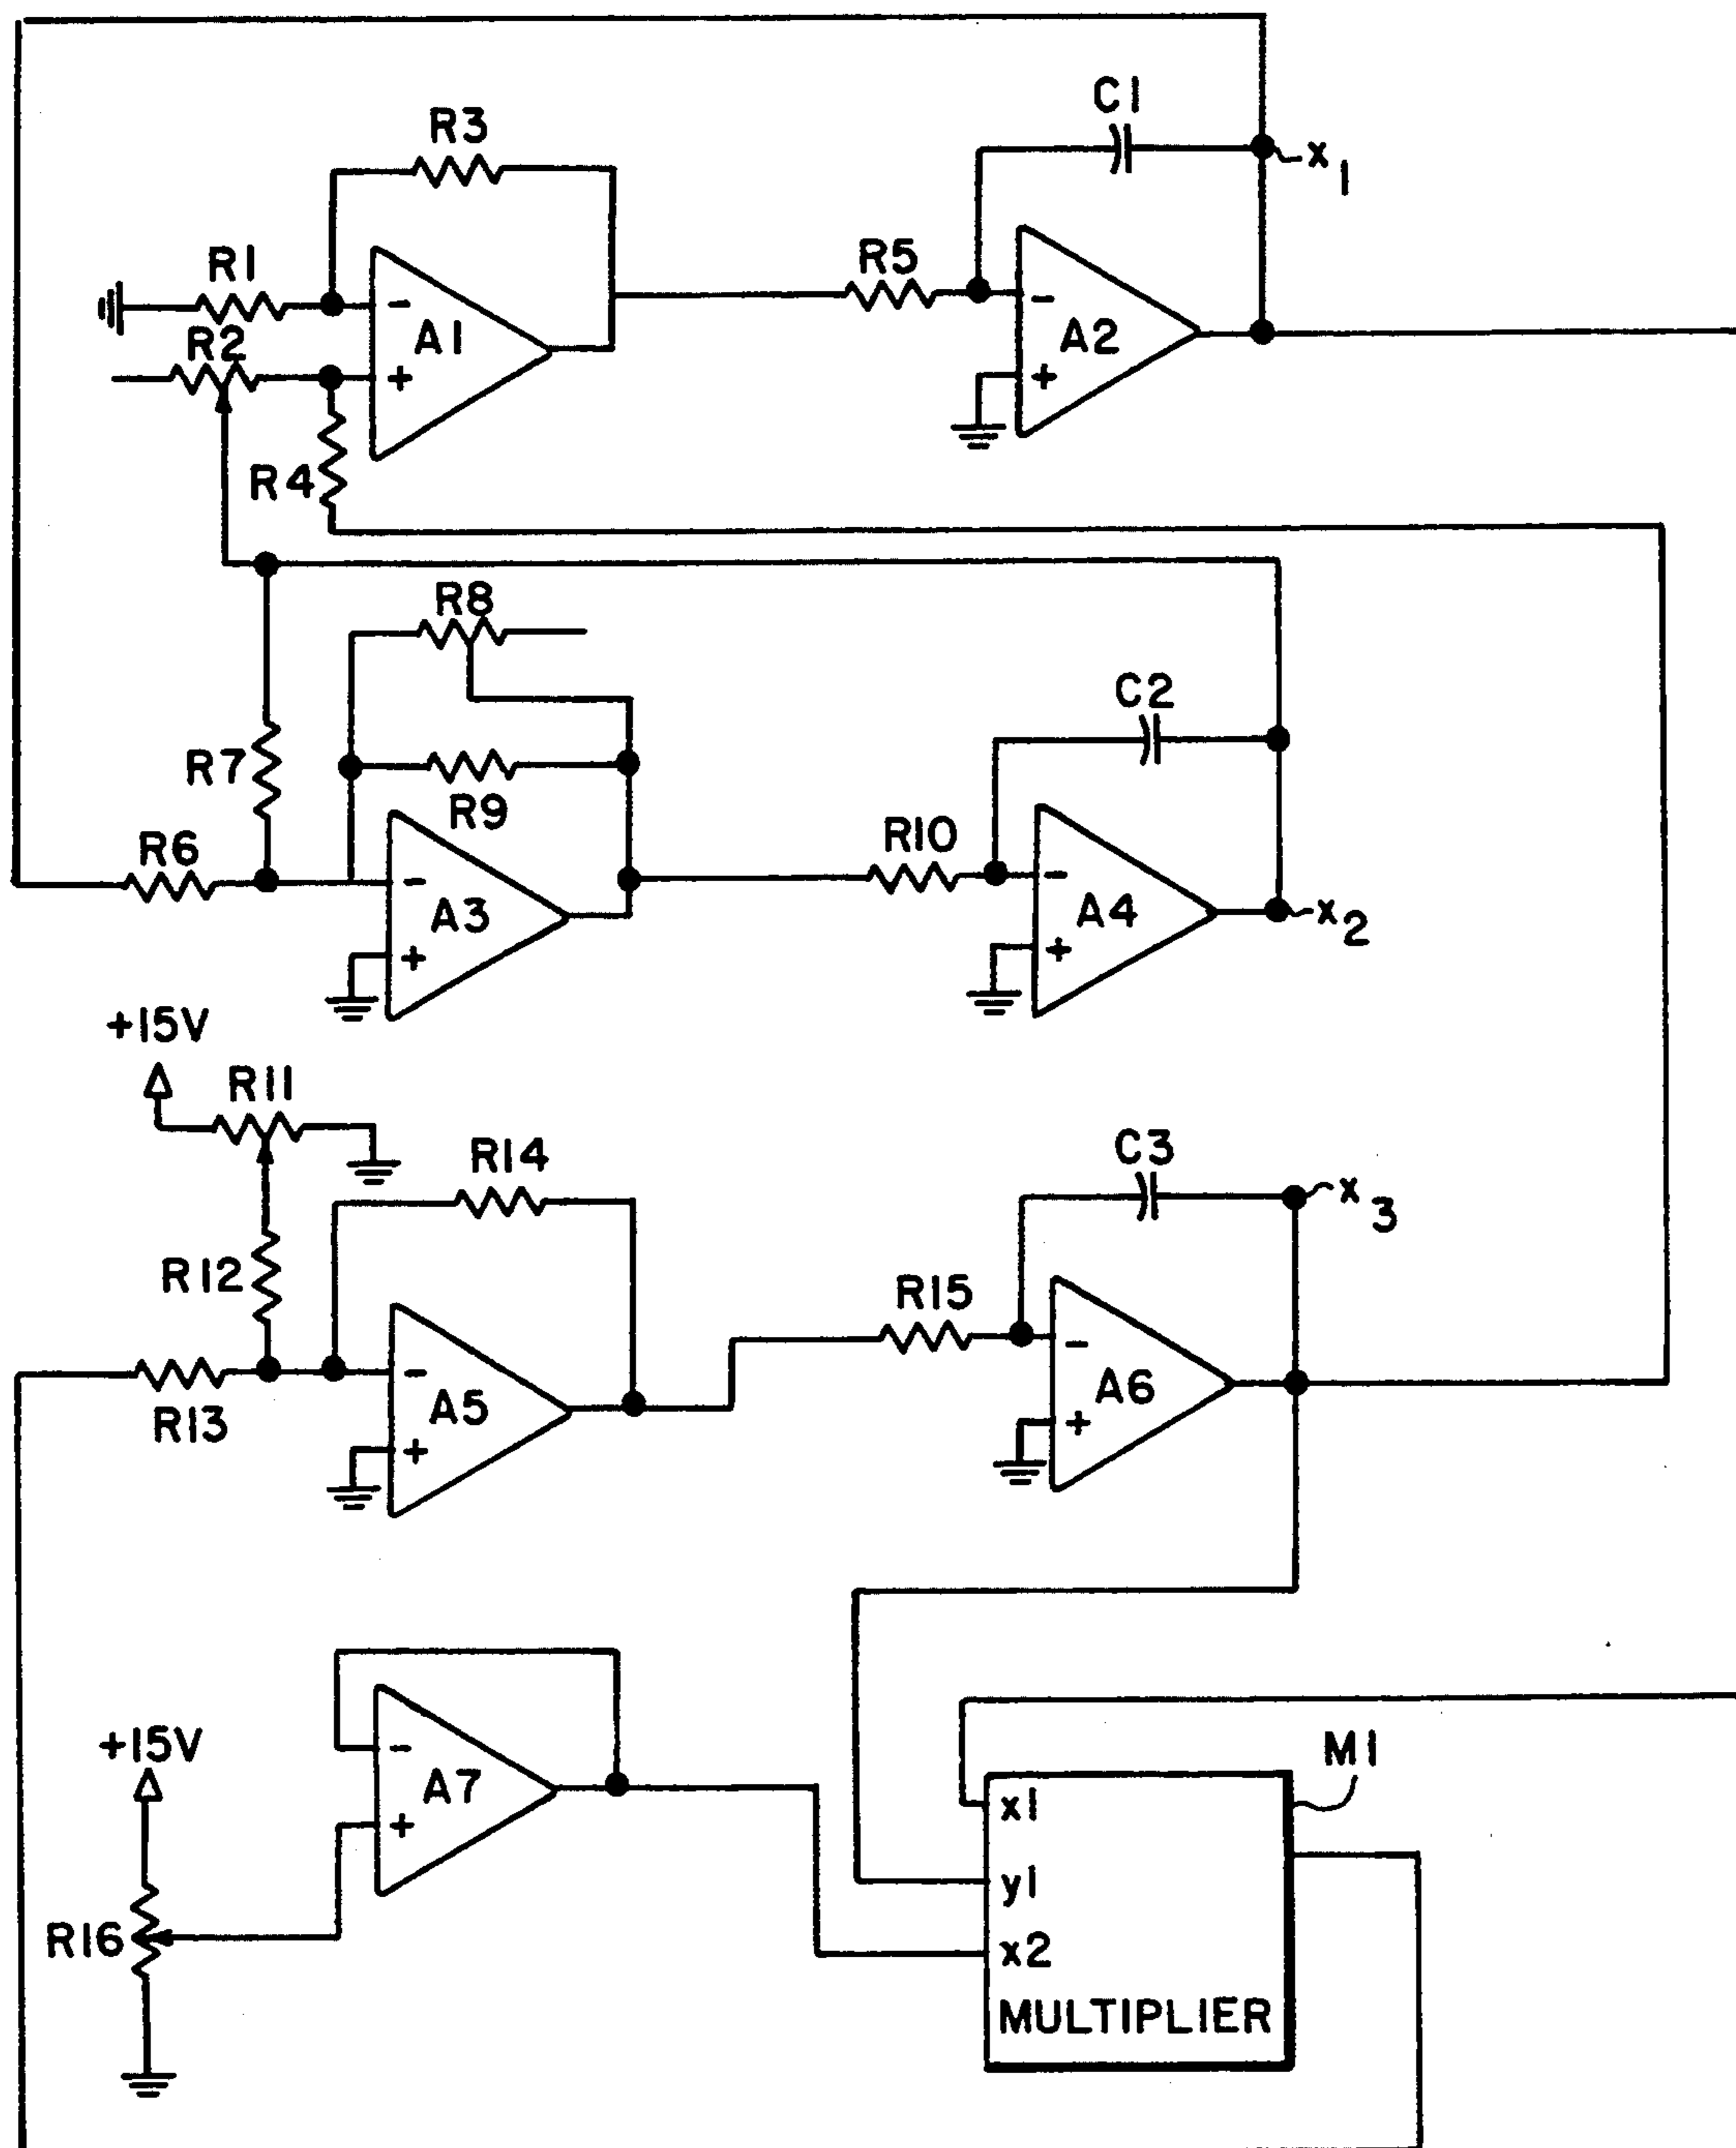 C1
R3
x1
R1
R5
-
-
R2
A1
A2
+
+
R4
R8
C2
R7
R9
R6
R10
-
-
A3
A4
x2
+
+
+15V
R11
R14
C3
x3
R12
R15
-
-
A6
R13
A5
+
+
+15V
-
M1
A7
x1
+
y1
R16
x2
MULTIPLIER